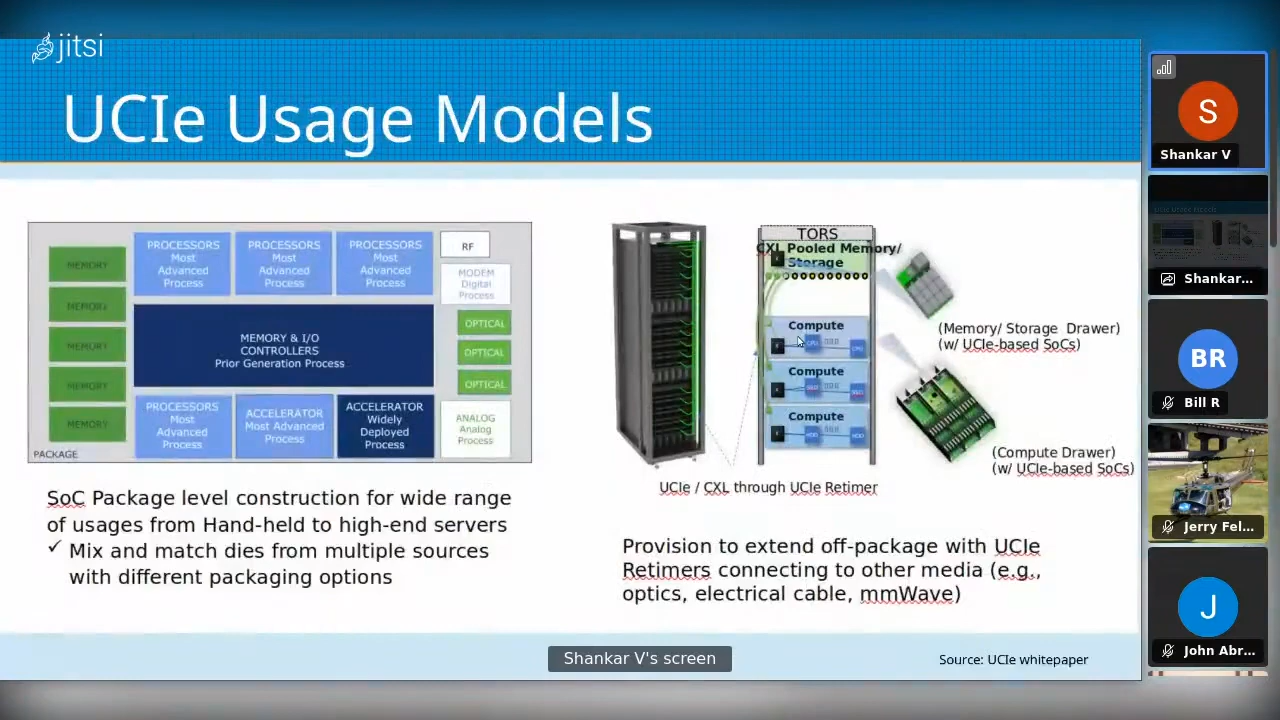 jitsi
UCIe Usage Models
MEMORY
MEMORY
MEMORY
MEMORY
MEMORY
PROCESSORS
Most
Advanced
Process
PROCESSORS
Most
Advanced
Process
PROCESSORS
Most
Advanced
Process
RF
MODEM
Digital
Process
MEMORY & I/O
CONTROLLERS
Prior Generation Process
OPTICAL
OPTICAL
OPTICAL
PROCESSORS
Most
Advanced
Process
ACCELERATOR
Most Advanced
Process
ACCELERATOR
Widely
Deployed
Process
ANALOG
Analog
Process
PACKAGE
SoC Package level construction for wide range
of usages from Hand-held to high-end servers
✓ Mix and match dies from multiple sources
with different packaging options
TORS
CXL Pooled Memory/
Storage
Compute
Compute
Compute
(Memory/ Storage Drawer)
(w/ UCIe-based SoCs)
(Compute Drawer)
(w/ UCIe-based SoCs)
UCIe / CXL through UCIe Retimer
Provision to extend off-package with UCIe
Retimers connecting to other media (e.g.,
optics, electrical cable, mmWave)
Shankar V's screen
Source: UCIe whitepaper
S
Shankar V
Shankar...
BR
Bill R
Jerry Fel...
J
John Abr...